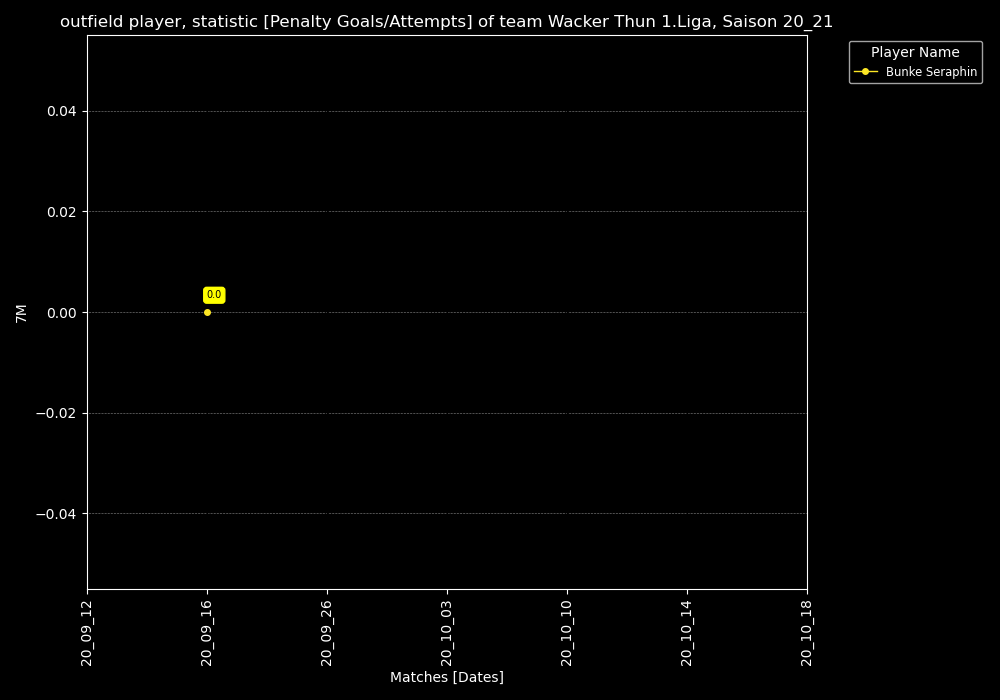 outfield player, statistic [Penalty Goals/Attempts] of team Wacker Thun 1.Liga, Saison 20_21
Player Name
Bunke Seraphin
7M
0.04
0.02
0.00
−0.02
−0.04
0.0
20_09_12
20_09_16
20_09_26
20_10_03
20_10_10
20_10_14
20_10_18
Matches [Dates]